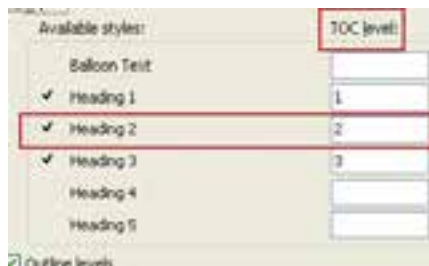 Available styles: TOC level:
Balloon Text
✓ Heading 1 1
✓ Heading 2 2
✓ Heading 3 3
Heading 4
Heading 5
Outline levels